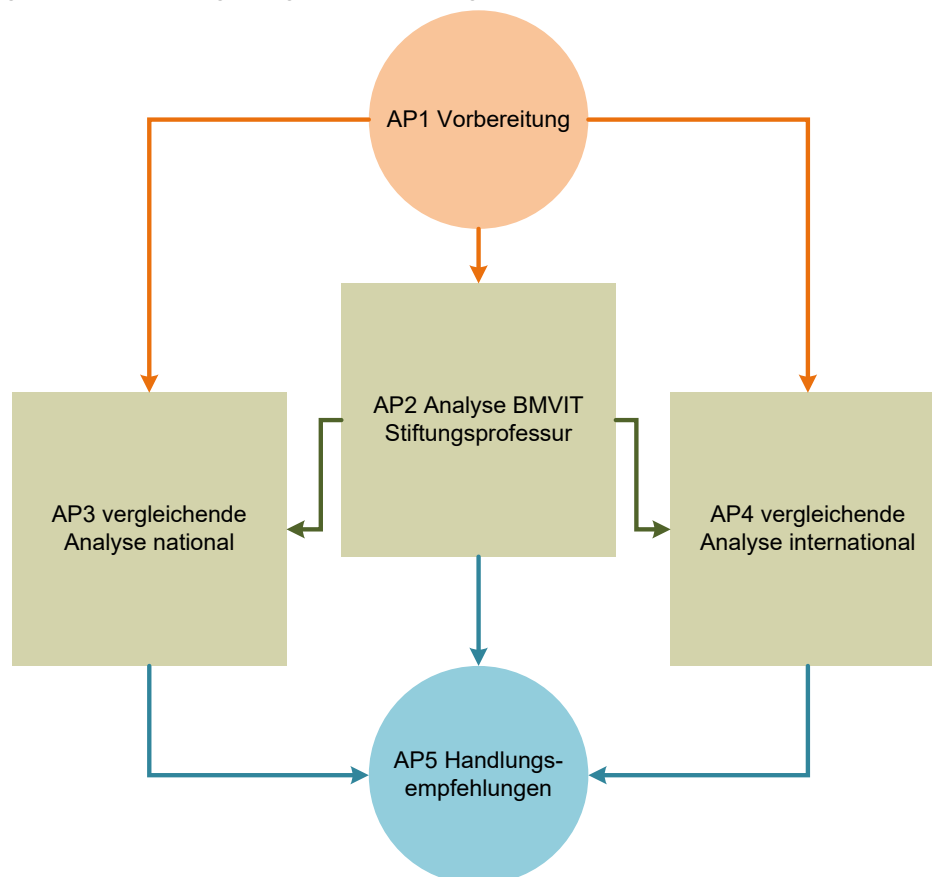 AP1 Vorbereitung
AP2 Analyse BMVIT
Stiftungsprofessur
AP3 vergleichende
Analyse national
AP4 vergleichende
Analyse international
AP5 Handlungs-
empfehlungen